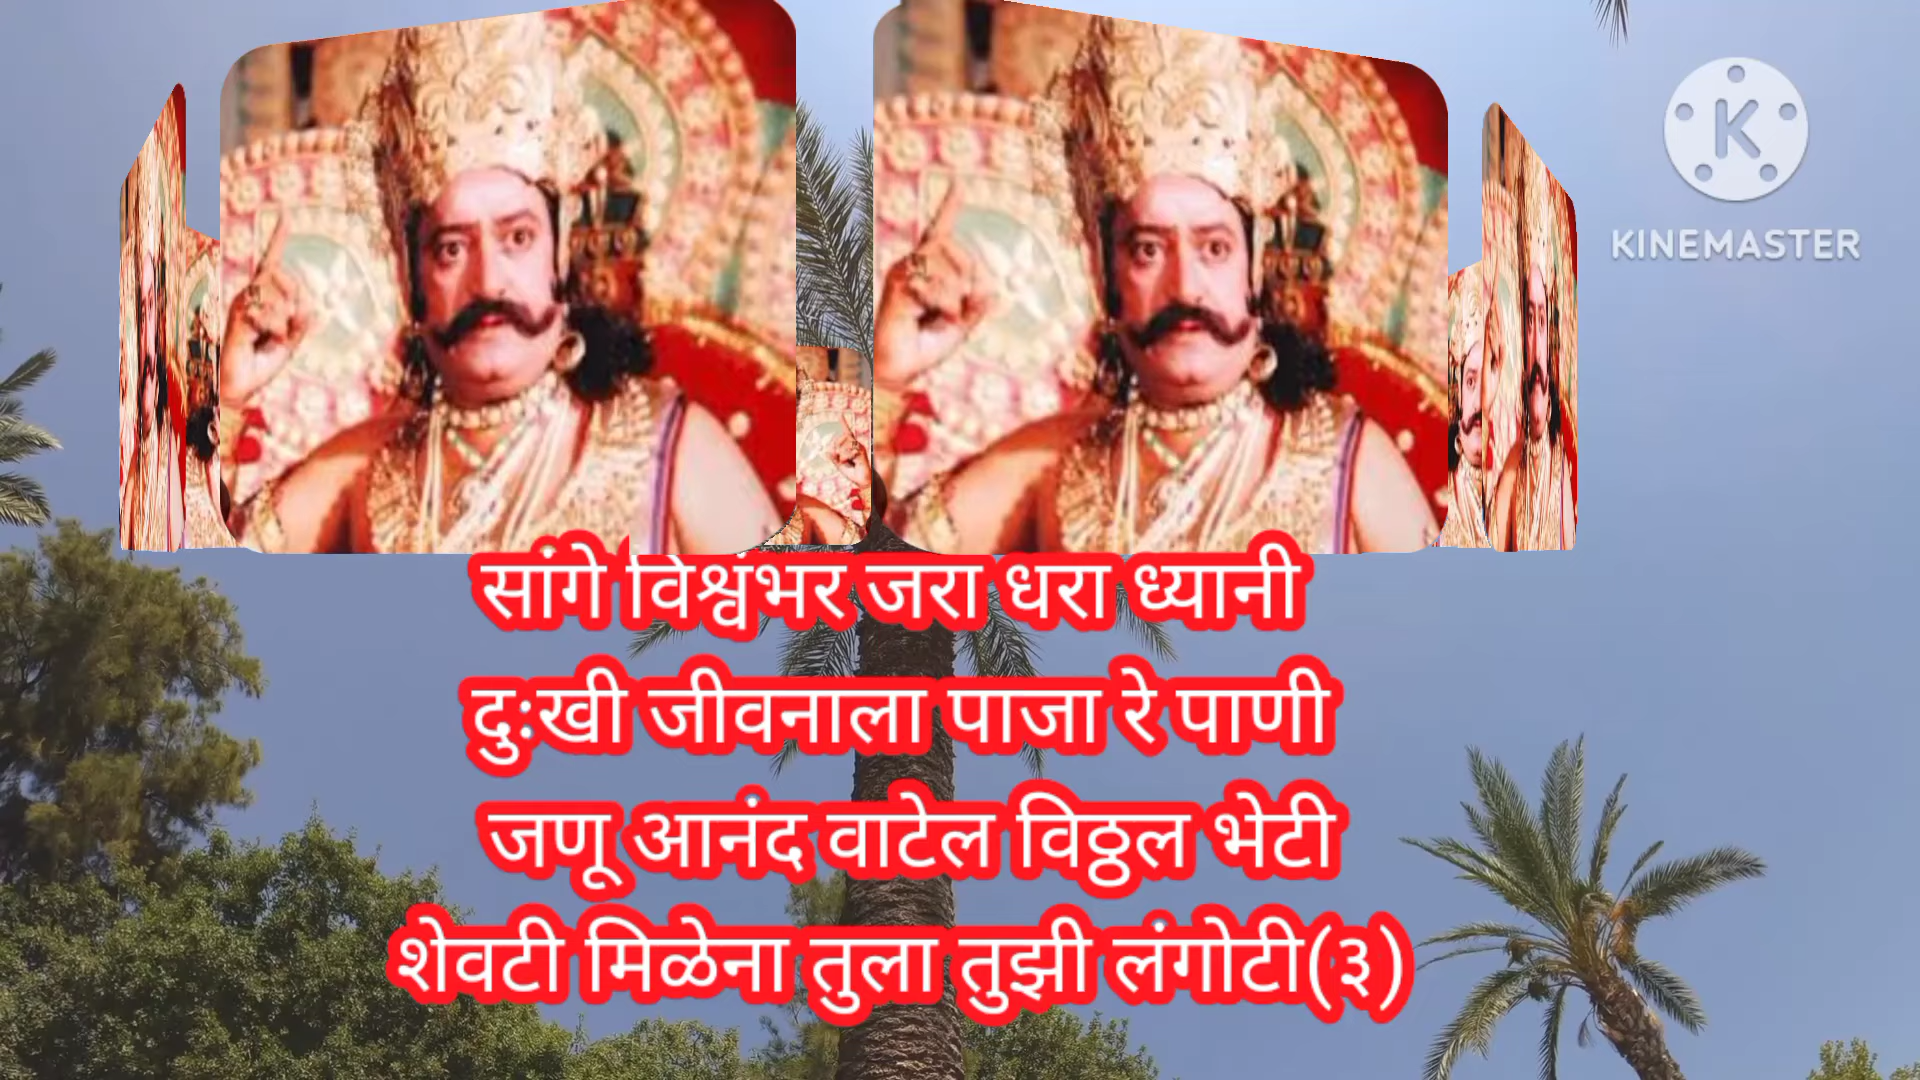 KINEMASTER
सांगे विश्वंभर जरा धरा ध्यानी
दु:खी जीवनाला पाजा रे पाणी
जणू आनंद वाटेल विठ्ठल भेटी
शेवटी मिळेना तुला तुझी लंगोटी(३)